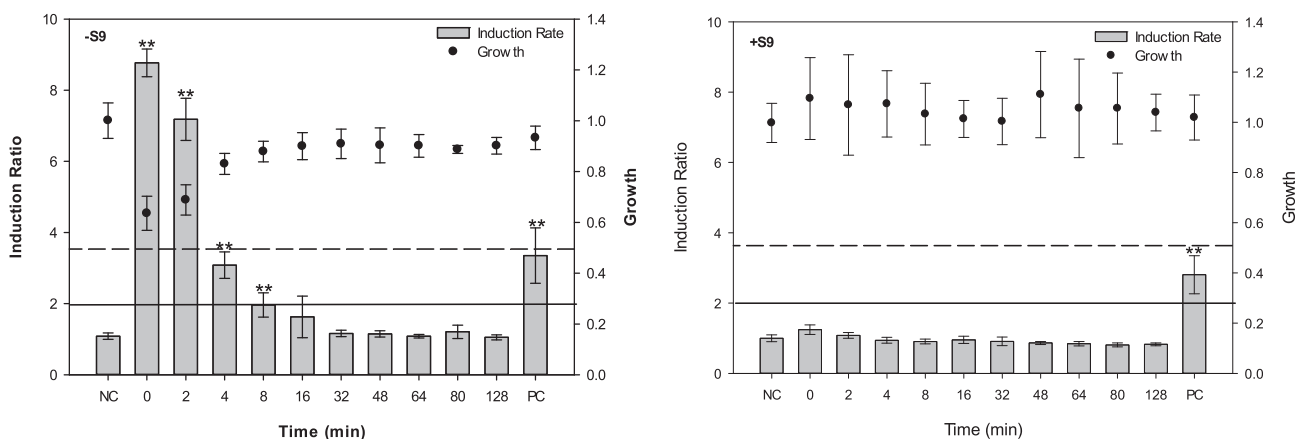 -S9
Induction Rate
Growth
Induction Ratio
10
8
6
4
2
0
**
**
**
**
**
1.4
1.2
1.0
0.8
0.6
0.4
0.2
0.0
Growth
NC 0 2 4 8 16 32 48 64 80 128 PC
Time (min)
+S9
Induction Rate
Growth
Induction Ratio
10
8
6
4
2
0
**
1.4
1.2
1.0
0.8
0.6
0.4
0.2
0.0
Growth
NC 0 2 4 8 16 32 48 64 80 128 PC
Time (min)